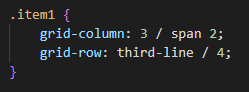 .item1 {
    grid-column: 3 / span 2;
    grid-row: third-line / 4;
}